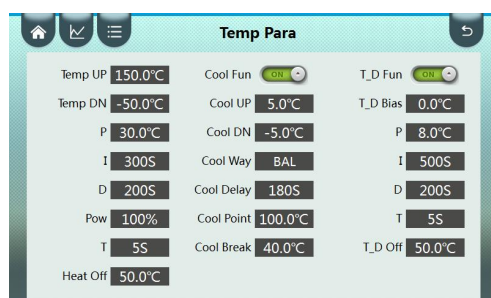 Temp Para
Temp UP 150.0℃ Cool Fun ON T_D Fun ON
Temp DN -50.0℃ Cool UP 5.0℃ T_D Bias 0.0℃
P 30.0℃ Cool DN -5.0℃ P 8.0℃
I 300S Cool Way BAL I 500S
D 200S Cool Delay 180S D 200S
Pow 100% Cool Point 100.0℃ T 5S
T 5S Cool Break 40.0℃ T_D Off 50.0℃
Heat Off 50.0℃